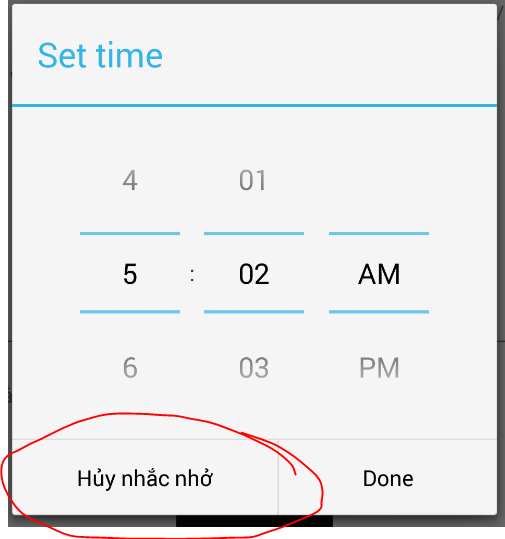 Set time
4 01
5 : 02 AM
6 03 PM
Hủy nhắc nhở Done